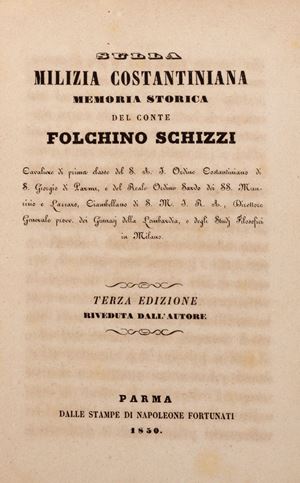 SULLA
MILIZIA COSTANTINIANA
MEMORIA STORICA
DEL CONTE
FOLCHINO SCHIZZI
Cavaliere di prima classe del S. A. I. Ordine Costantiniano di
S. Giorgio di Parma, e del Reale Ordine Sardo dei SS. Mau-
rizio e Lazzaro, Ciambellano di S. M. I. R. A., Direttore
Generale provv. dei Ginnasj della Lombardia, e degli Studj Filosofici
in Milano.
TERZA EDIZIONE
RIVEDUTA DALL'AUTORE
PARMA
DALLE STAMPE DI NAPOLEONE FORTUNATI
1850.